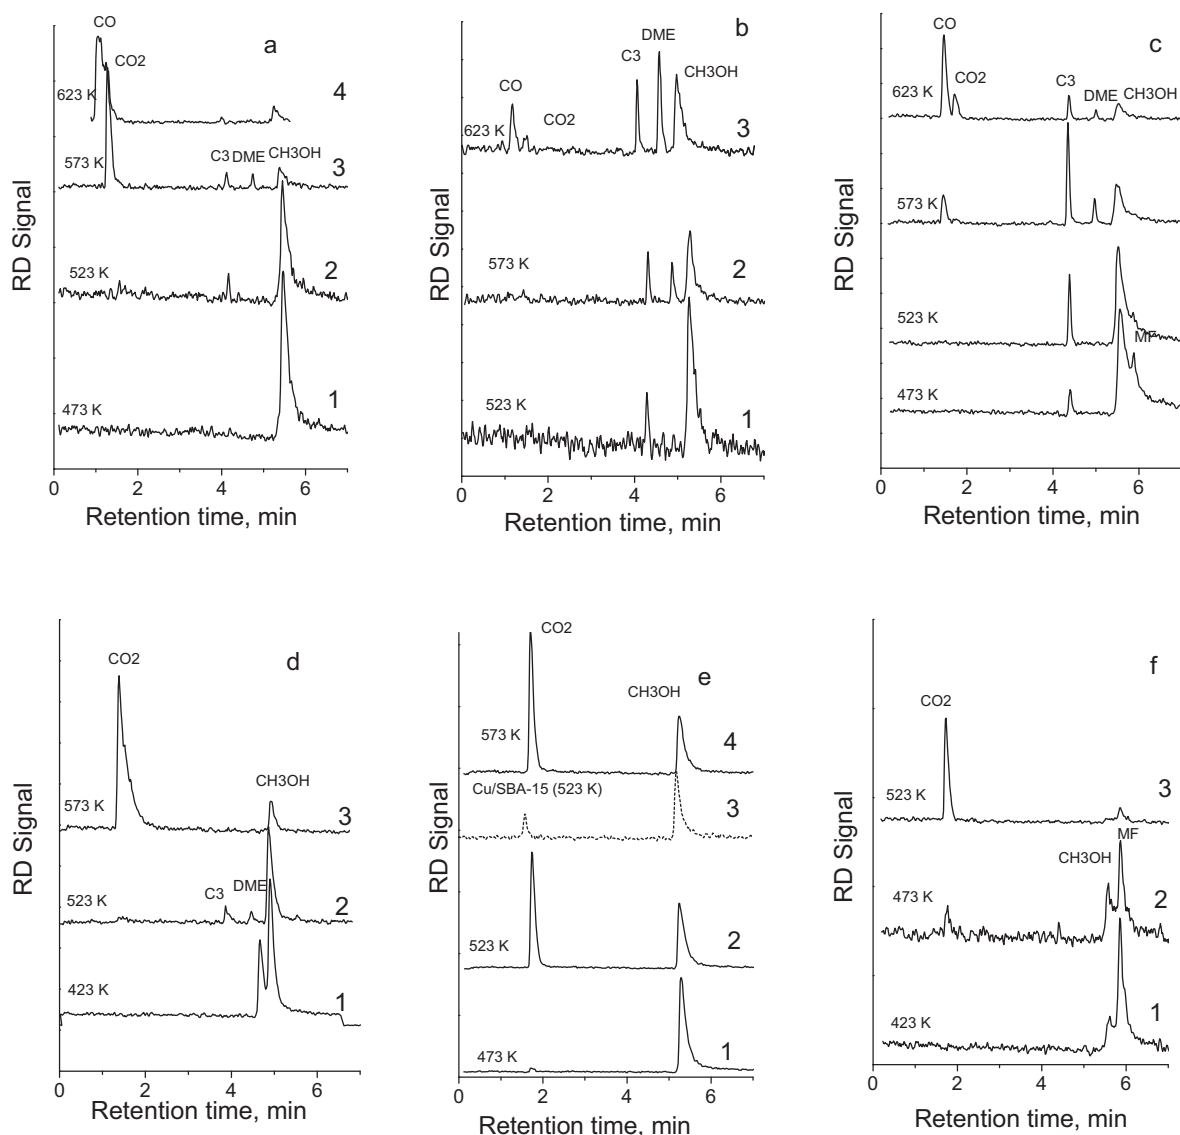 CO
a
CO2
623 K
4
573 K
C3
DME
CH3OH
3
523 K
2
473 K
1
0 2 4 6
Retention time, min
RD Signal
b
DME
C3
CH3OH
CO
CO2
623 K
3
573 K
2
523 K
1
0 2 4 6
Retention time, min
RD Signal
c
CO
CO2
C3
DME
CH3OH
623 K
573 K
523 K
MF
473 K
0 2 4 6
Retention time, min
RD Signal
d
CO2
CH3OH
573 K
3
C3
DME
523 K
2
423 K
1
0 2 4 6
Retention time, min
RD Signal
CO2
e
CH3OH
573 K
4
Cu/SBA-15 (523 K)
3
523 K
2
473 K
1
0 2 4 6
Retention time, min
RD Signal
f
CO2
523 K
3
MF
CH3OH
473 K
2
423 K
1
0 2 4 6
Retention time, min
RD Signal